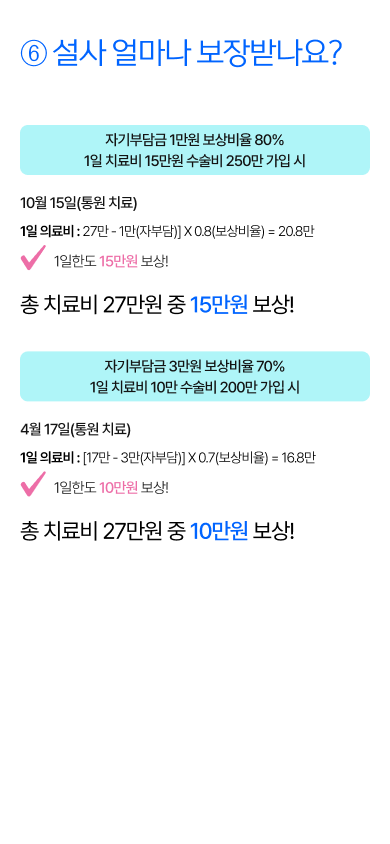 ⑥ 설사 얼마나 보장받나요?
자기부담금 1만원 보상비율 80%
1일 치료비 15만원 수술비 250만 가입 시
10월 15일(통원 치료)
1일 의료비 : 27만 - 1만(자부담)] X 0.8(보상비율) = 20.8만
1일한도 15만원 보상!
총 치료비 27만원 중 15만원 보상!
자기부담금 3만원 보상비율 70%
1일 치료비 10만 수술비 200만 가입 시
4월 17일(통원 치료)
1일 의료비 : [17만 - 3만(자부담)] X 0.7(보상비율) = 16.8만
1일한도 10만원 보상!
총 치료비 27만원 중 10만원 보상!